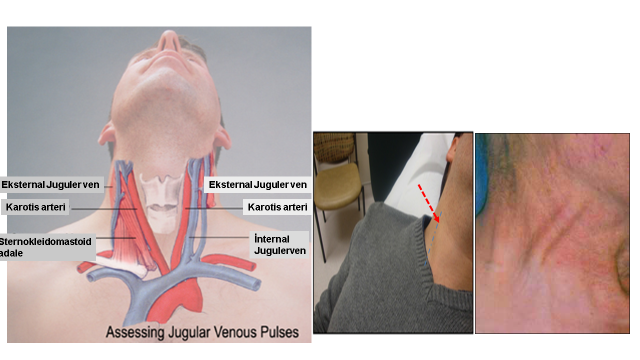 Eksternal Juguler ven
Eksternal Juguler ven
Karotis arteri
Karotis arteri
Sternokleidomastoid
adale
İnternal
Jugulerven
Assessing Jugular Venous Pulses